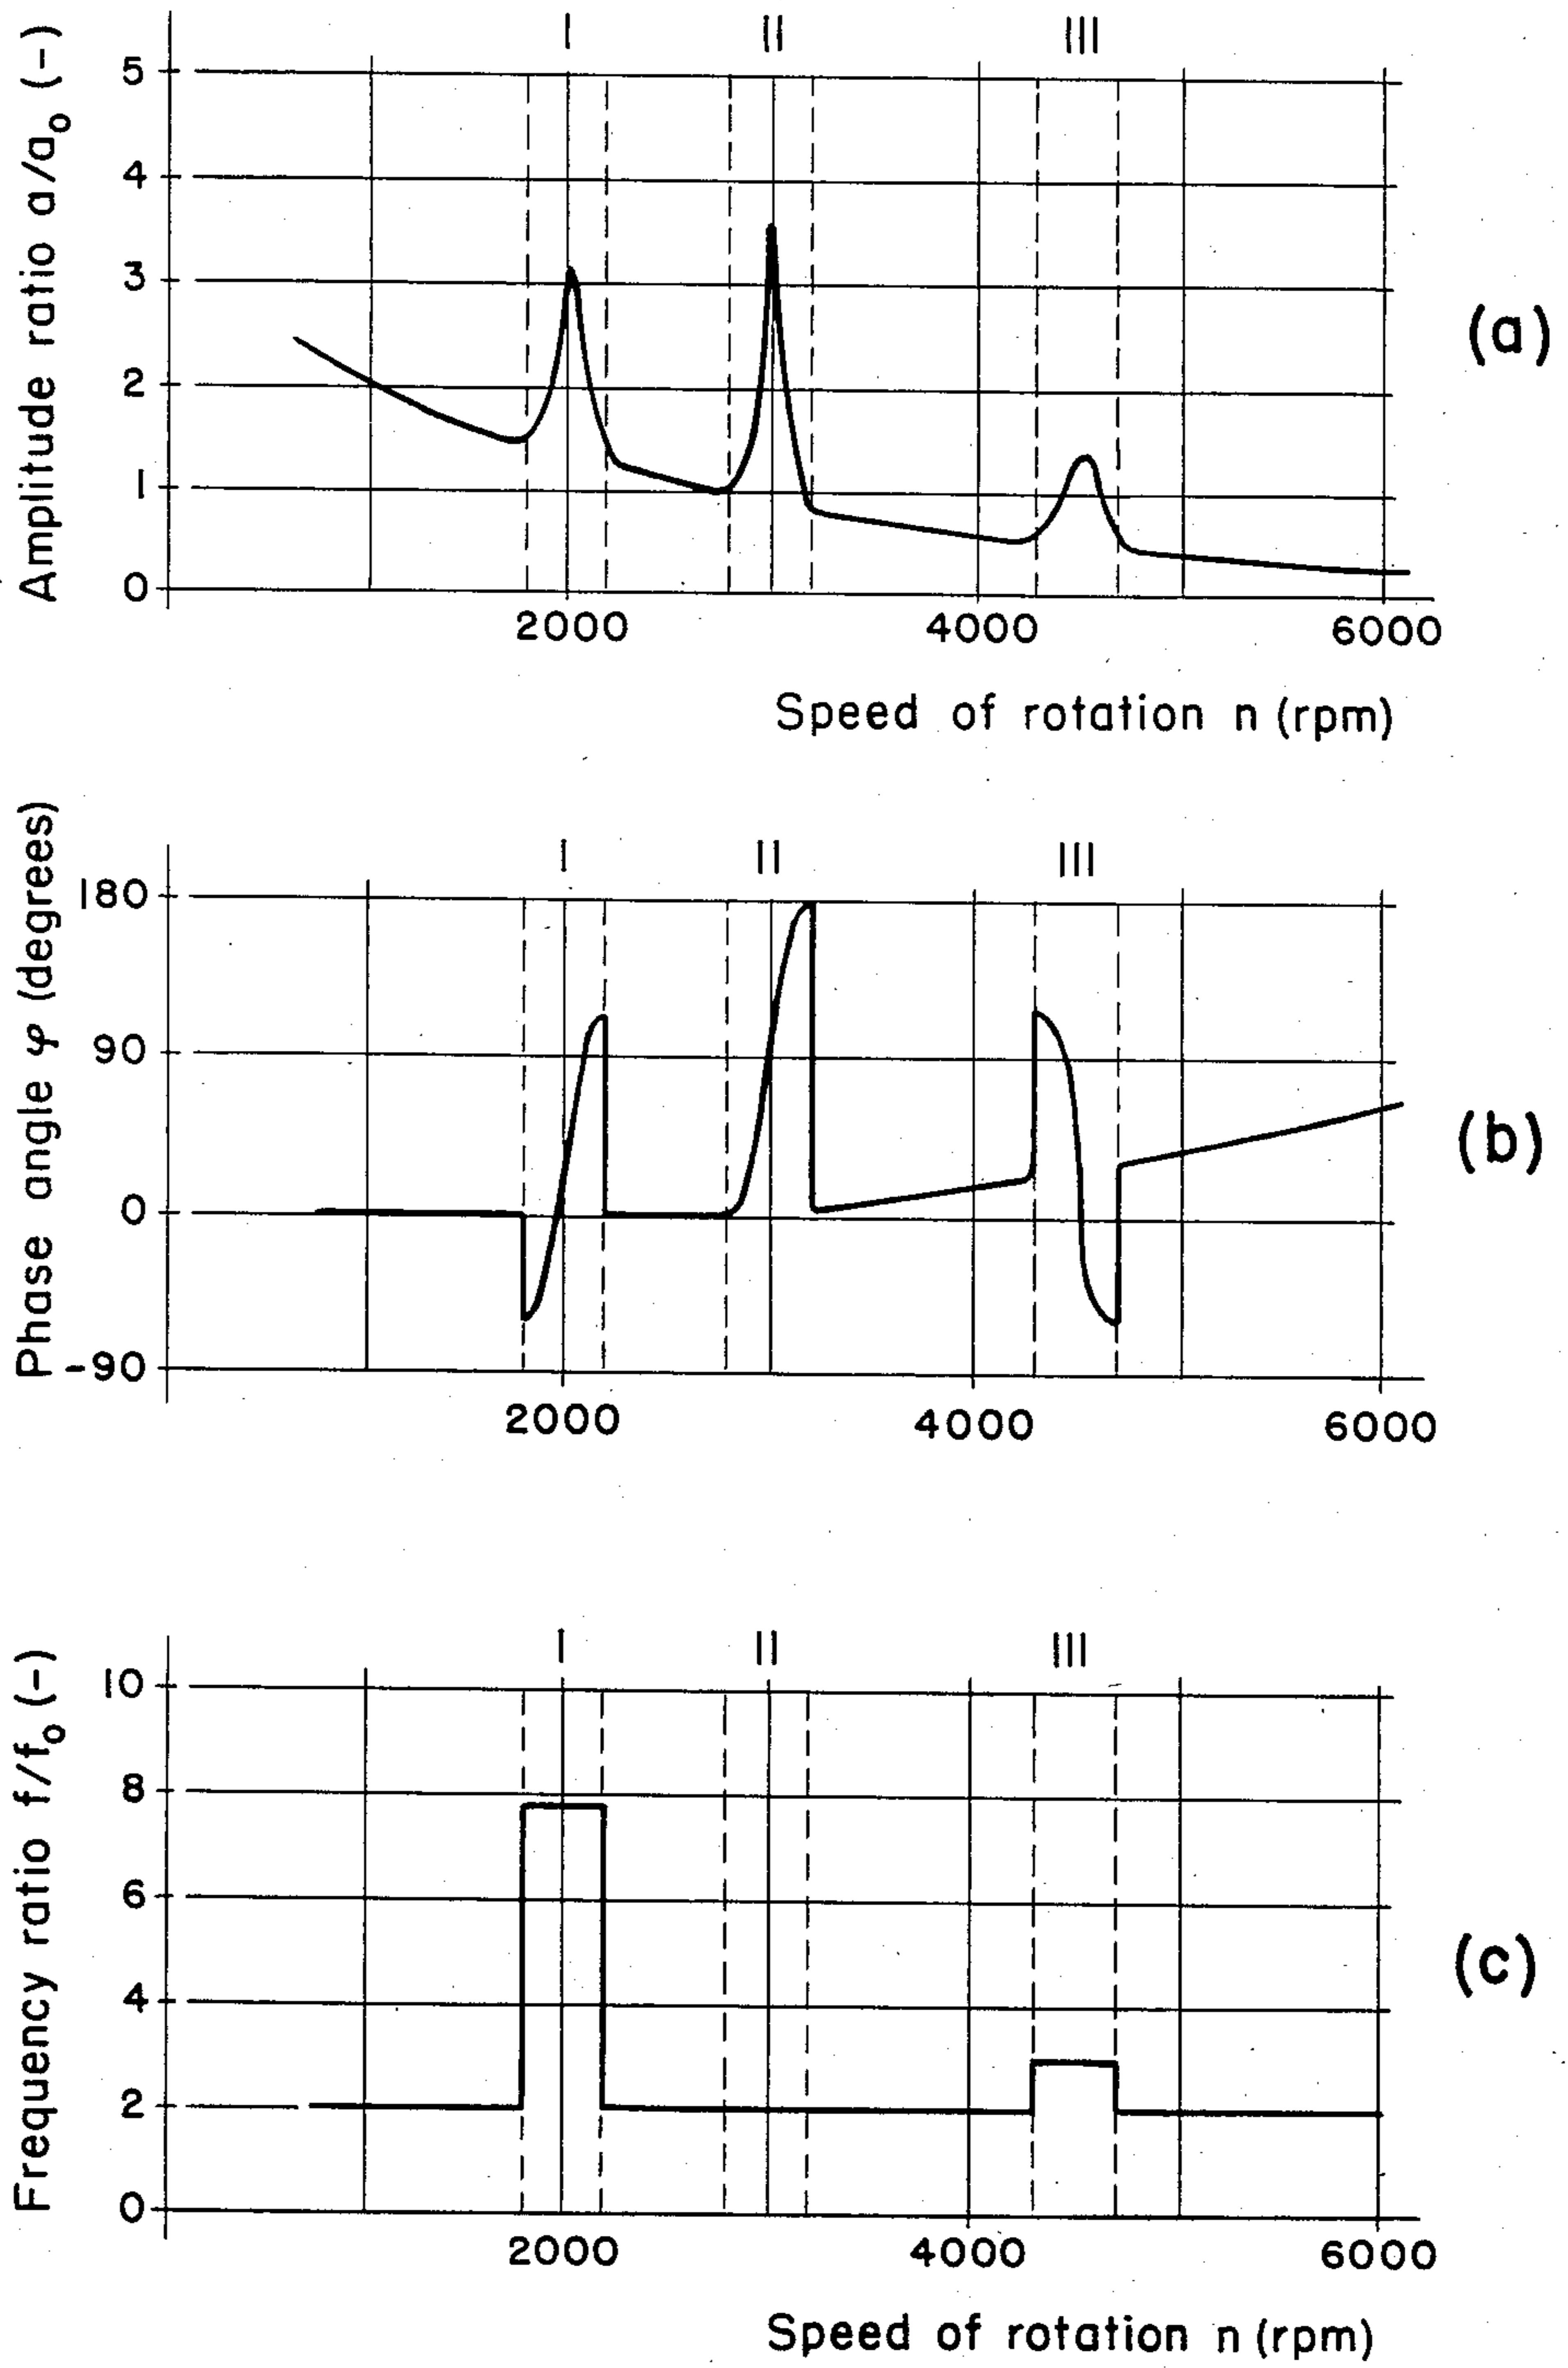 I II III
Amplitude ratio a/a₀ (-)
5
4
3
2
1
0
2000 4000 6000
Speed of rotation n (rpm)
(a)
I II III
Phase angle φ (degrees)
180
90
0
-90
2000 4000 6000
(b)
I II III
Frequency ratio f/f₀ (-)
10
8
6
4
2
0
2000 4000 6000
Speed of rotation n (rpm)
(c)